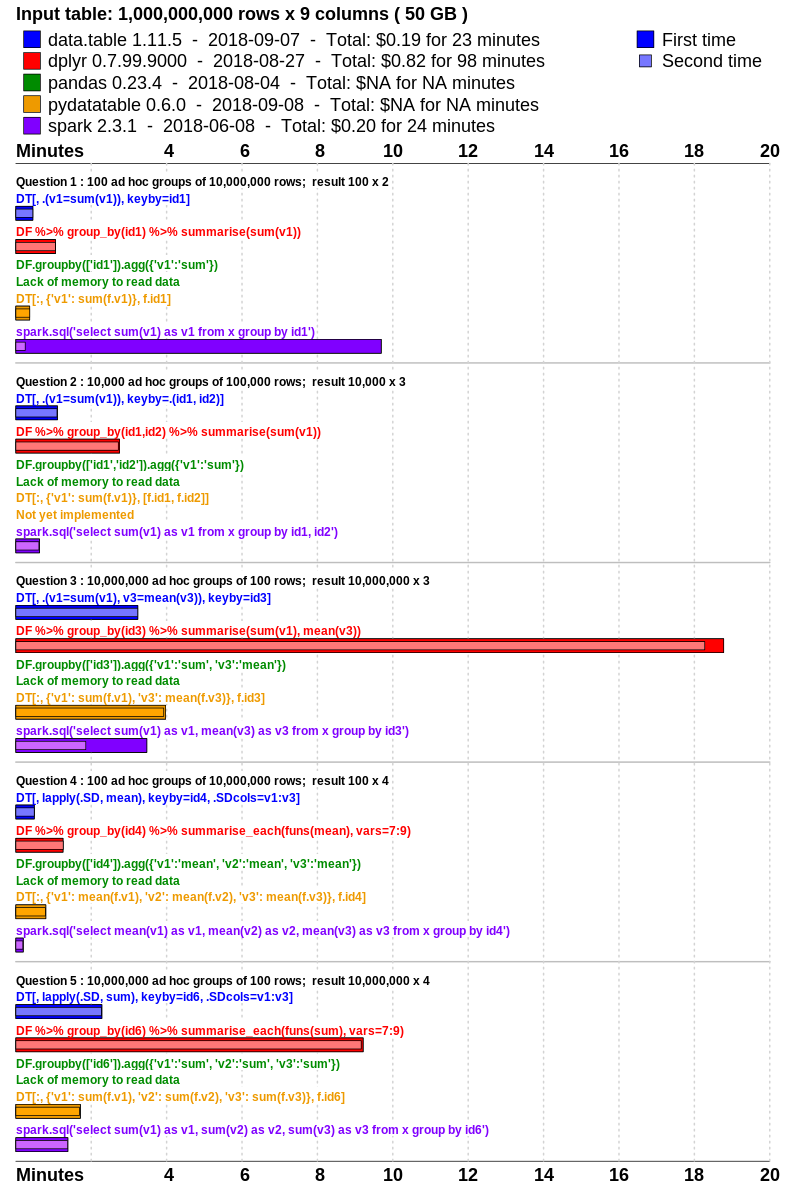 Input table: 1,000,000,000 rows x 9 columns ( 50 GB )
data.table 1.11.5  -  2018-09-07  -  Total: $0.19 for 23 minutes
First time
dplyr 0.7.99.9000  -  2018-08-27  -  Total: $0.82 for 98 minutes
Second time
pandas 0.23.4  -  2018-08-04  -  Total: $NA for NA minutes
pydatatable 0.6.0  -  2018-09-08  -  Total: $NA for NA minutes
spark 2.3.1  -  2018-06-08  -  Total: $0.20 for 24 minutes
Minutes 4 6 8 10 12 14 16 18 20
Question 1 : 100 ad hoc groups of 10,000,000 rows;  result 100 x 2
DT[, .(v1=sum(v1)), keyby=id1]
DF %>% group_by(id1) %>% summarise(sum(v1))
DF.groupby(['id1']).agg({'v1':'sum'})
Lack of memory to read data
DT[:, {'v1': sum(f.v1)}, f.id1]
spark.sql('select sum(v1) as v1 from x group by id1')
Question 2 : 10,000 ad hoc groups of 100,000 rows;  result 10,000 x 3
DT[, .(v1=sum(v1)), keyby=.(id1, id2)]
DF %>% group_by(id1,id2) %>% summarise(sum(v1))
DF.groupby(['id1','id2']).agg({'v1':'sum'})
Lack of memory to read data
DT[:, {'v1': sum(f.v1)}, [f.id1, f.id2]]
Not yet implemented
spark.sql('select sum(v1) as v1 from x group by id1, id2')
Question 3 : 10,000,000 ad hoc groups of 100 rows;  result 10,000,000 x 3
DT[, .(v1=sum(v1), v3=mean(v3)), keyby=id3]
DF %>% group_by(id3) %>% summarise(sum(v1), mean(v3))
DF.groupby(['id3']).agg({'v1':'sum', 'v3':'mean'})
Lack of memory to read data
DT[:, {'v1': sum(f.v1), 'v3': mean(f.v3)}, f.id3]
spark.sql('select sum(v1) as v1, mean(v3) as v3 from x group by id3')
Question 4 : 100 ad hoc groups of 10,000,000 rows;  result 100 x 4
DT[, lapply(.SD, mean), keyby=id4, .SDcols=v1:v3]
DF %>% group_by(id4) %>% summarise_each(funs(mean), vars=7:9)
DF.groupby(['id4']).agg({'v1':'mean', 'v2':'mean', 'v3':'mean'})
Lack of memory to read data
DT[:, {'v1': mean(f.v1), 'v2': mean(f.v2), 'v3': mean(f.v3)}, f.id4]
spark.sql('select mean(v1) as v1, mean(v2) as v2, mean(v3) as v3 from x group by id4')
Question 5 : 10,000,000 ad hoc groups of 100 rows;  result 10,000,000 x 4
DT[, lapply(.SD, sum), keyby=id6, .SDcols=v1:v3]
DF %>% group_by(id6) %>% summarise_each(funs(sum), vars=7:9)
DF.groupby(['id6']).agg({'v1':'sum', 'v2':'sum', 'v3':'sum'})
Lack of memory to read data
DT[:, {'v1': sum(f.v1), 'v2': sum(f.v2), 'v3': sum(f.v3)}, f.id6]
spark.sql('select sum(v1) as v1, sum(v2) as v2, sum(v3) as v3 from x group by id6')
Minutes 4 6 8 10 12 14 16 18 20